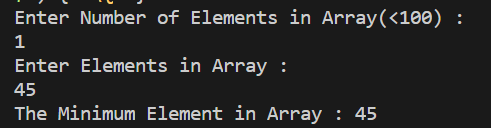 Enter Number of Elements in Array(<100) :
1
Enter Elements in Array :
45
The Minimum Element in Array : 45